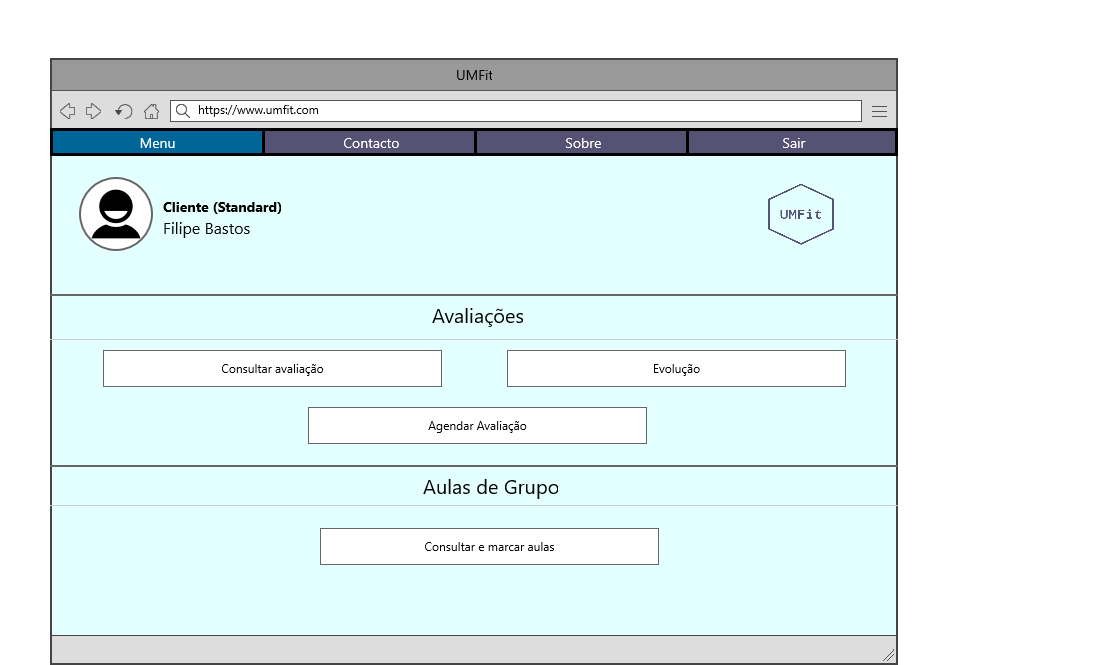 UMFit
https://www.umfit.com
Menu Contacto Sobre Sair
Cliente (Standard)
Filipe Bastos
UMFit
Avaliações
Consultar avaliação Evolução
Agendar Avaliação
Aulas de Grupo
Consultar e marcar aulas